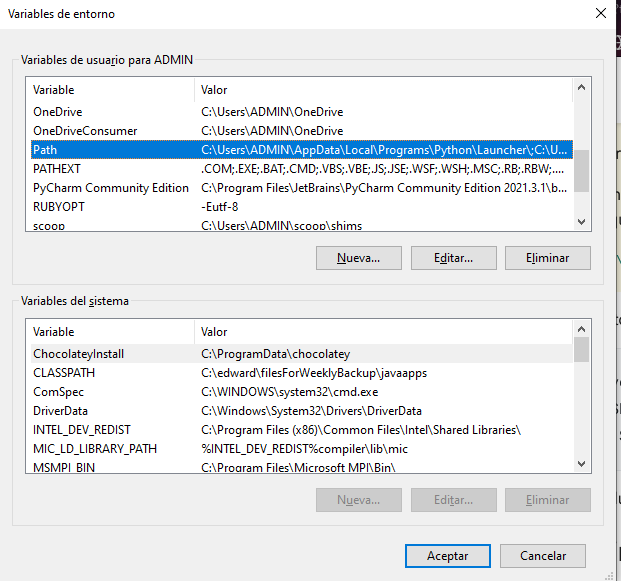 Variables de entorno
Variables de usuario para ADMIN
Variable Valor
OneDrive C:\Users\ADMIN\OneDrive
OneDriveConsumer C:\Users\ADMIN\OneDrive
Path C:\Users\ADMIN\AppData\Local\Programs\Python\Launcher\;C:\U...
PATHEXT .COM;.EXE;.BAT;.CMD;.VBS;.VBE;.JS;.JSE;.WSF;.WSH;.MSC;.RB;.RBW;....
PyCharm Community Edition C:\Program Files\JetBrains\PyCharm Community Edition 2021.3.1\b...
RUBYOPT -Eutf-8
scoop C:\Users\ADMIN\scoop\shims
Nueva... Editar... Eliminar
Variables del sistema
Variable Valor
ChocolateyInstall C:\ProgramData\chocolatey
CLASSPATH C:\edward\filesForWeeklyBackup\javaapps
ComSpec C:\WINDOWS\system32\cmd.exe
DriverData C:\Windows\System32\Drivers\DriverData
INTEL_DEV_REDIST C:\Program Files (x86)\Common Files\Intel\Shared Libraries\
MIC_LD_LIBRARY_PATH %INTEL_DEV_REDIST%compiler\lib\mic
MSMPI_BIN C:\Program Files\Microsoft MPI\Bin\
Nueva... Editar... Eliminar
Aceptar Cancelar